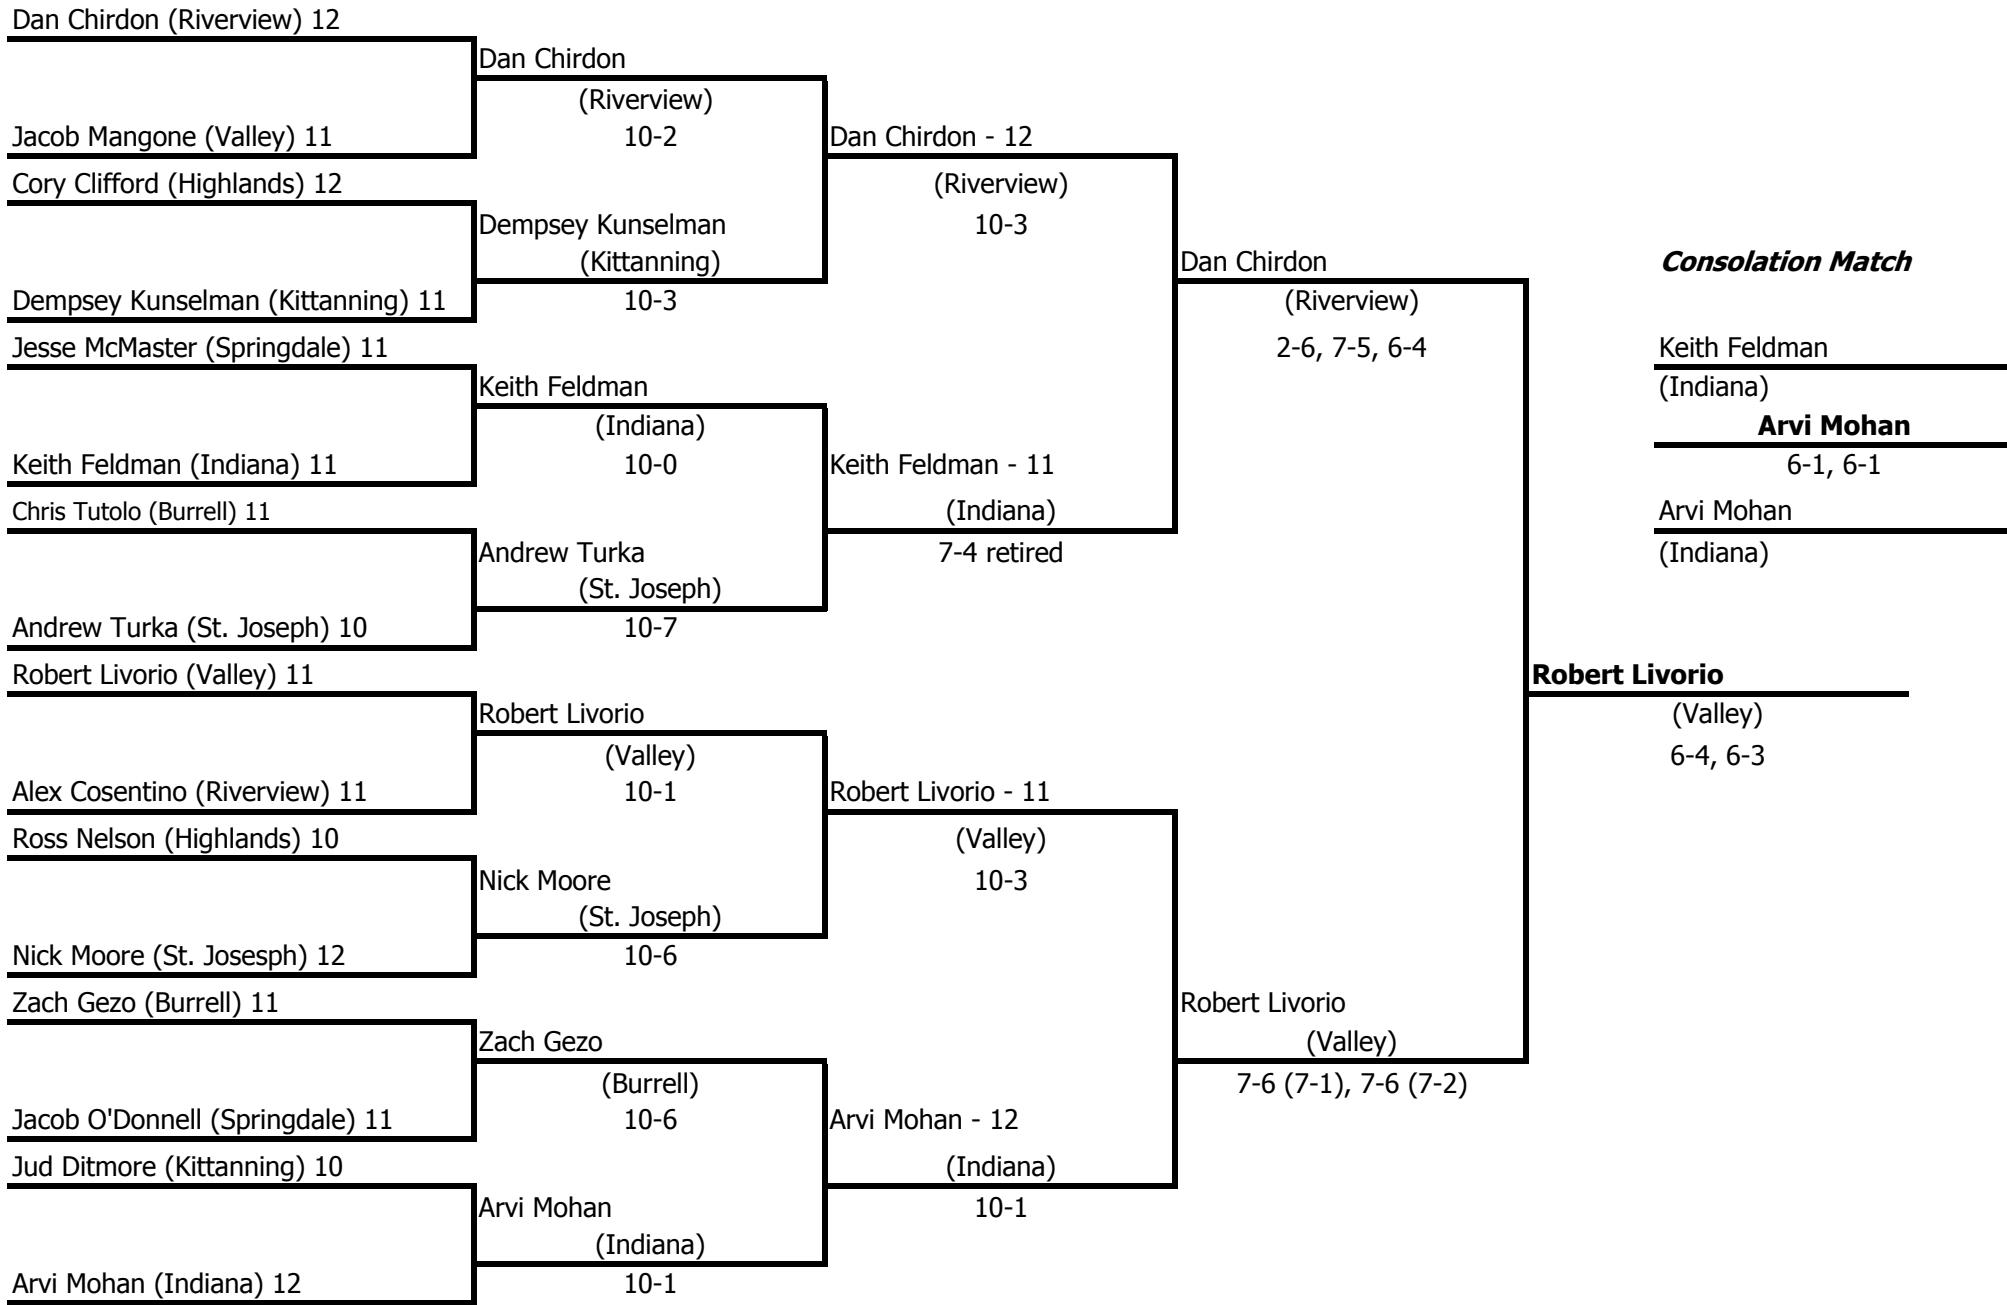 Dan Chirdon (Riverview) 12
Jacob Mangone (Valley) 11
Cory Clifford (Highlands) 12
Dempsey Kunselman (Kittanning) 11
Jesse McMaster (Springdale) 11
Keith Feldman (Indiana) 11
Chris Tutolo (Burrell) 11
Andrew Turka (St. Joseph) 10
Robert Livorio (Valley) 11
Alex Cosentino (Riverview) 11
Ross Nelson (Highlands) 10
Nick Moore (St. Josesph) 12
Zach Gezo (Burrell) 11
Jacob O'Donnell (Springdale) 11
Jud Ditmore (Kittanning) 10
Arvi Mohan (Indiana) 12
Dan Chirdon
(Riverview)
10-2
Dempsey Kunselman
(Kittanning)
10-3
Keith Feldman
(Indiana)
10-0
Andrew Turka
(St. Joseph)
10-7
Robert Livorio
(Valley)
10-1
Nick Moore
(St. Joseph)
10-6
Zach Gezo
(Burrell)
10-6
Arvi Mohan
(Indiana)
10-1
Dan Chirdon - 12
(Riverview)
10-3
Keith Feldman - 11
(Indiana)
7-4 retired
Robert Livorio - 11
(Valley)
10-3
Arvi Mohan - 12
(Indiana)
10-1
Dan Chirdon
(Riverview)
2-6, 7-5, 6-4
Robert Livorio
(Valley)
7-6 (7-1), 7-6 (7-2)
Robert Livorio
(Valley)
6-4, 6-3
Consolation Match
Keith Feldman
(Indiana)
Arvi Mohan
6-1, 6-1
Arvi Mohan
(Indiana)